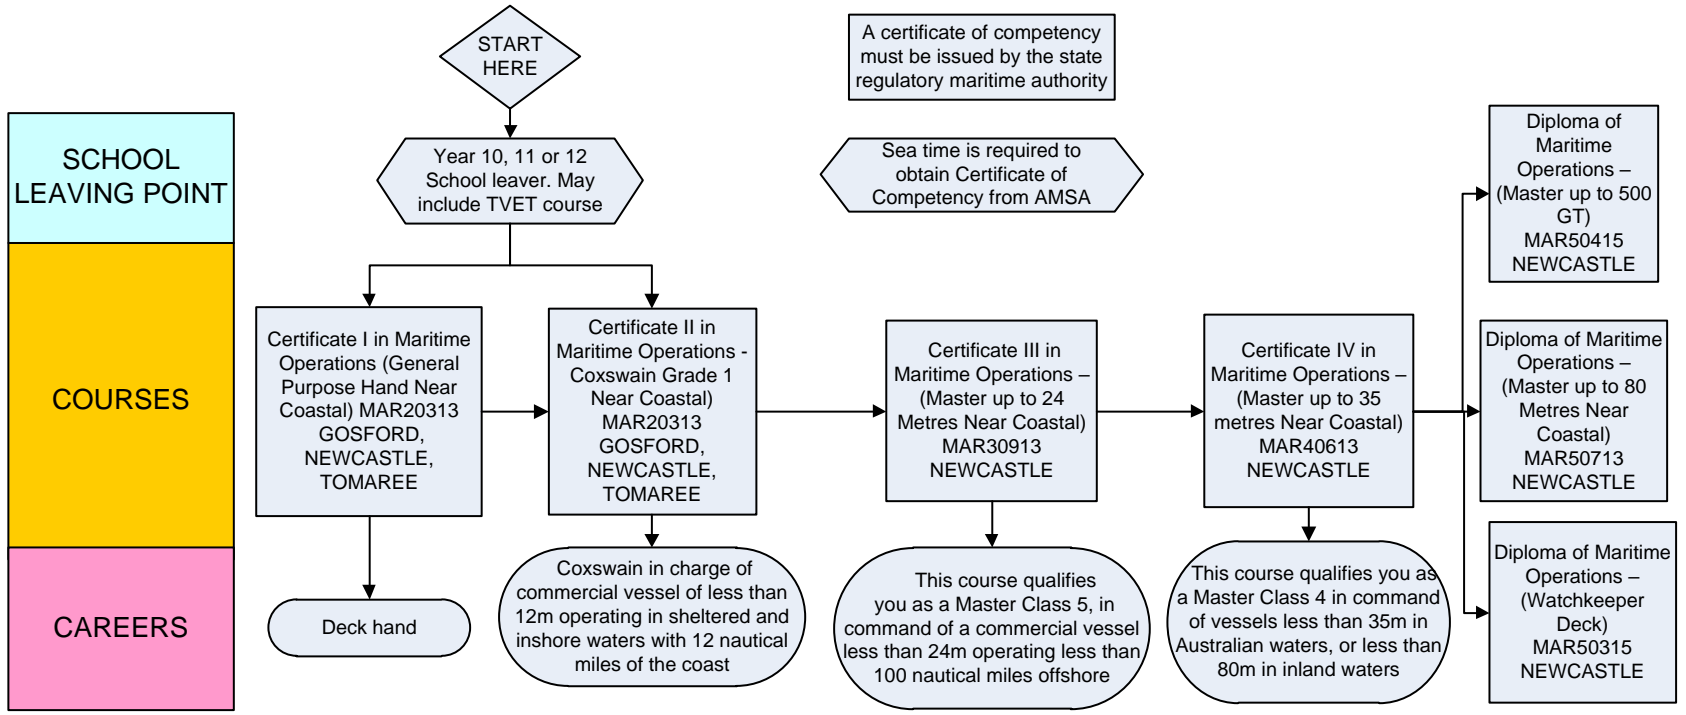 START
HERE
A certificate of competency
must be issued by the state
regulatory maritime authority
SCHOOL
LEAVING POINT
Year 10, 11 or 12
School leaver. May
include TVET course
Sea time is required to
obtain Certificate of
Competency from AMSA
Diploma of
Maritime
Operations –
(Master up to 500
GT)
MAR50415
NEWCASTLE
COURSES
Certificate I in Maritime
Operations (General
Purpose Hand Near
Coastal) MAR20313
GOSFORD,
NEWCASTLE,
TOMAREE
Certificate II in
Maritime Operations -
Coxswain Grade 1
Near Coastal)
MAR20313
GOSFORD,
NEWCASTLE,
TOMAREE
Certificate III in
Maritime Operations –
(Master up to 24
Metres Near Coastal)
MAR30913
NEWCASTLE
Certificate IV in
Maritime Operations –
(Master up to 35
metres Near Coastal)
MAR40613
NEWCASTLE
Diploma of Maritime
Operations –
(Master up to 80
Metres Near
Coastal)
MAR50713
NEWCASTLE
CAREERS
Deck hand
Coxswain in charge of
commercial vessel of less than
12m operating in sheltered and
inshore waters with 12 nautical
miles of the coast
This course qualifies
you as a Master Class 5, in
command of a commercial vessel
less than 24m operating less than
100 nautical miles offshore
This course qualifies you as
a Master Class 4 in command
of vessels less than 35m in
Australian waters, or less than
80m in inland waters
Diploma of Maritime
Operations –
(Watchkeeper
Deck)
MAR50315
NEWCASTLE